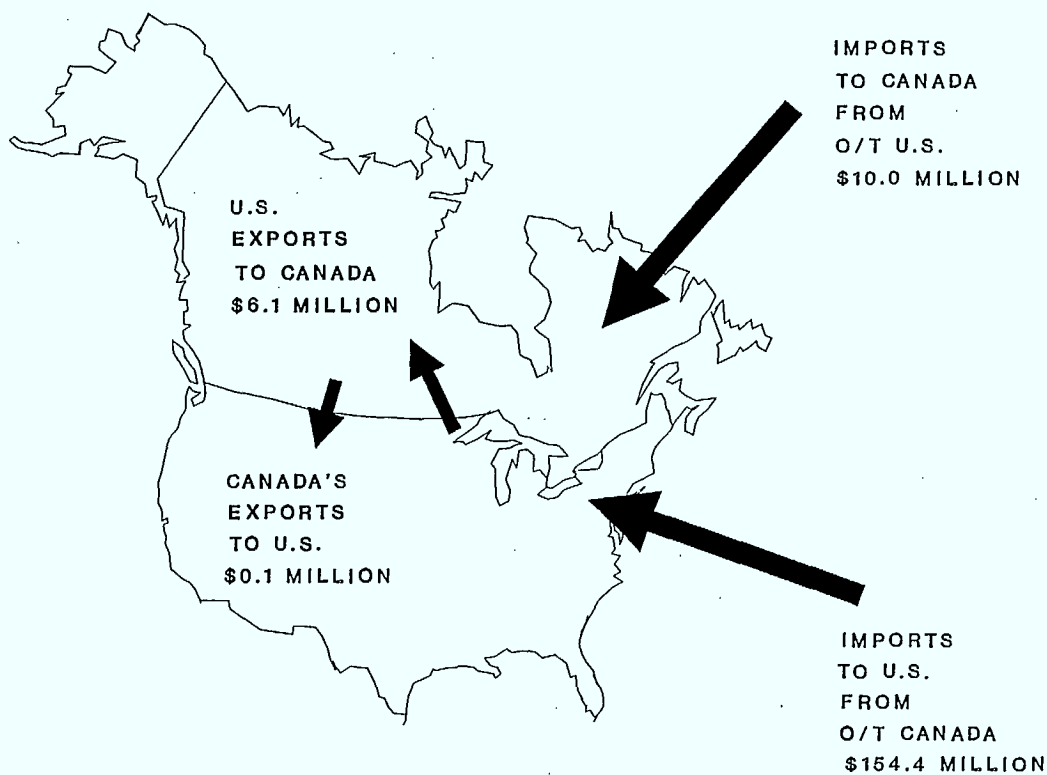 IMPORTS
TO CANADA
FROM
O/T U.S.
$10.0 MILLION
U.S.
EXPORTS
TO CANADA
$6.1 MILLION
CANADA'S
EXPORTS
TO U.S.
$0.1 MILLION
IMPORTS
TO U.S.
FROM
O/T CANADA
$154.4 MILLION